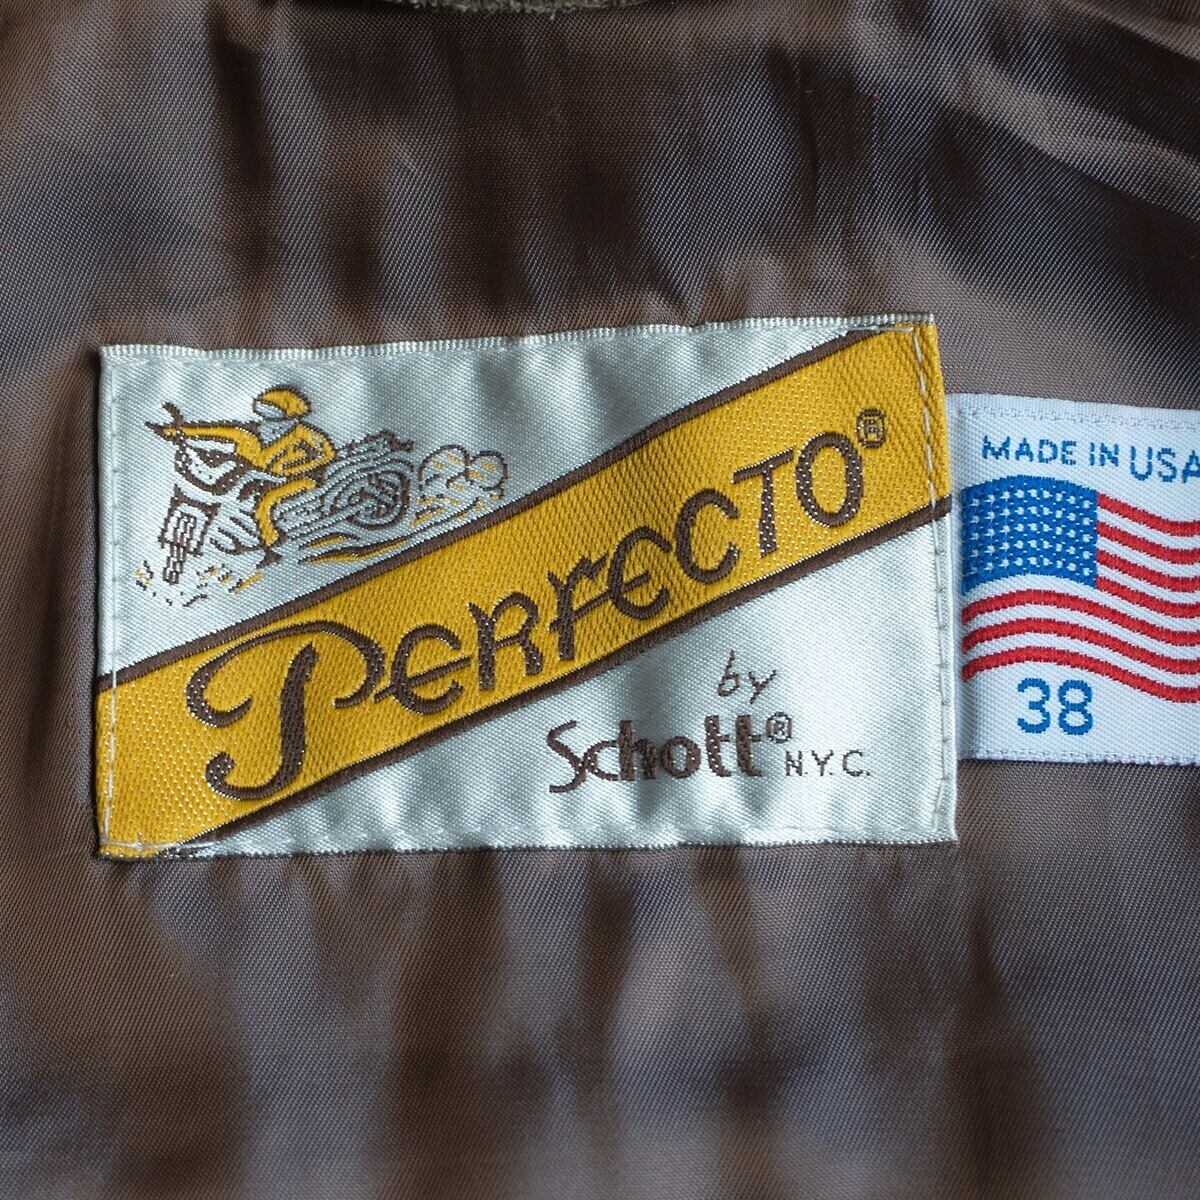 PERFECTO®
by
Schott®
N.Y.C.
MADE IN USA
38